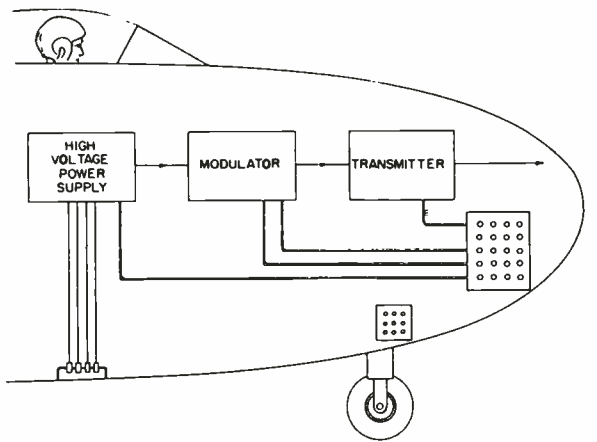 HIGH
VOLTAGE
POWER
SUPPLY
MODULATOR
TRANSMITTER